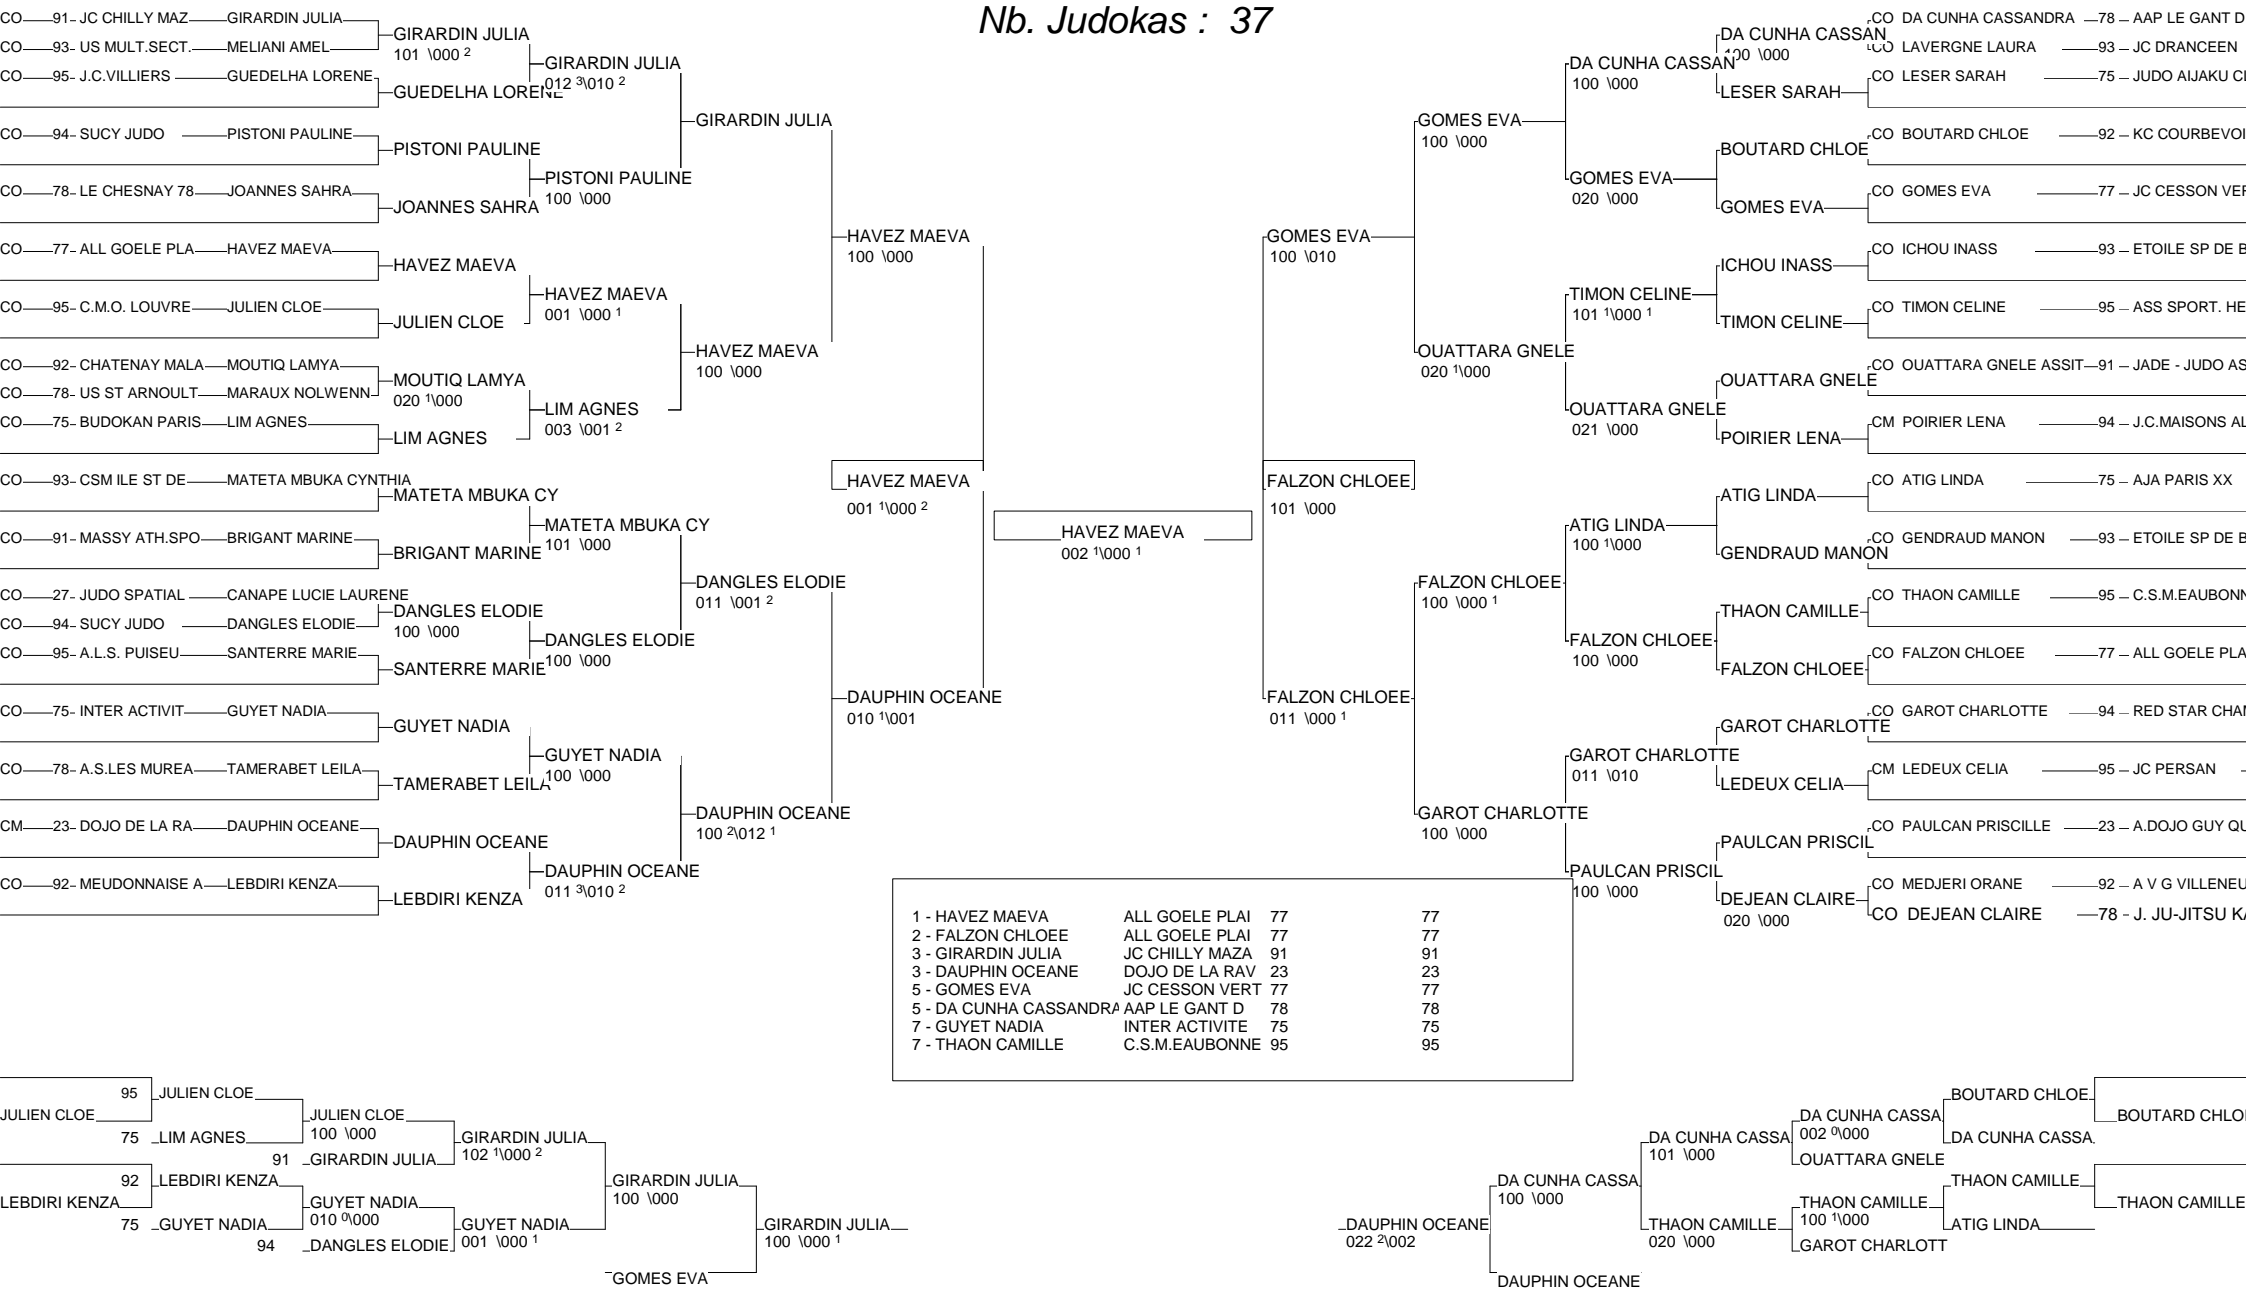 Nb. Judokas : 37
CO 91- JC CHILLY MAZ GIRARDIN JULIA
CO 93- US MULT.SECT. MELIANI AMEL
CO 95- J.C.VILLIERS GUEDELHA LORENE
CO 94- SUCY JUDO PISTONI PAULINE
CO 78- LE CHESNAY 78 JOANNES SAHRA
CO 77- ALL GOELE PLA HAVEZ MAEVA
CO 95- C.M.O. LOUVRE JULIEN CLOE
CO 92- CHATENAY MALA MOUTIQ LAMYA
CO 78- US ST ARNOULT MARAUX NOLWENN
CO 75- BUDOKAN PARIS LIM AGNES
CO 93- CSM ILE ST DE MATETA MBUKA CYNTHIA
CO 91- MASSY ATH.SPO BRIGANT MARINE
CO 27- JUDO SPATIAL CANAPE LUCIE LAURENE
CO 94- SUCY JUDO DANGLES ELODIE
CO 95- A.L.S. PUISEU SANTERRE MARIE
CO 75- INTER ACTIVIT GUYET NADIA
CO 78- A.S.LES MUREA TAMERABET LEILA
CM 23- DOJO DE LA RA DAUPHIN OCEANE
CO 92- MEUDONNAISE A LEBDIRI KENZA
GIRARDIN JULIA
101 \000 2
GUEDELHA LORENE
PISTONI PAULINE
JOANNES SAHRA
HAVEZ MAEVA
JULIEN CLOE
MOUTIQ LAMYA
020 1\000
LIM AGNES
MATETA MBUKA CY
BRIGANT MARINE
DANGLES ELODIE
100 \000
SANTERRE MARIE
GUYET NADIA
TAMERABET LEILA
DAUPHIN OCEANE
LEBDIRI KENZA
GIRARDIN JULIA
012 3\010 2
PISTONI PAULINE
100 \000
HAVEZ MAEVA
001 \000 1
LIM AGNES
003 \001 2
MATETA MBUKA CY
101 \000
DANGLES ELODIE
100 \000
GUYET NADIA
100 \000
DAUPHIN OCEANE
011 3\010 2
GIRARDIN JULIA
HAVEZ MAEVA
100 \000
DANGLES ELODIE
011 \001 2
DAUPHIN OCEANE
100 2\012 1
HAVEZ MAEVA
100 \000
HAVEZ MAEVA
001 1\000 2
DAUPHIN OCEANE
010 1\001
HAVEZ MAEVA
002 1\000 1
GOMES EVA
100 \010
FALZON CHLOEE
101 \000
FALZON CHLOEE
011 \000 1
GOMES EVA
100 \000
OUATTARA GNELE
020 1\000
FALZON CHLOEE
100 \000 1
GAROT CHARLOTTE
100 \000
DA CUNHA CASSAN
100 \000
GOMES EVA
020 \000
TIMON CELINE
101 1\000 1
OUATTARA GNELE
021 \000
ATIG LINDA
100 1\000
FALZON CHLOEE
100 \000
GAROT CHARLOTTE
011 \010
PAULCAN PRISCIL
100 \000
DA CUNHA CASSAN
100 \000
LESER SARAH
BOUTARD CHLOE
GOMES EVA
ICHOU INASS
TIMON CELINE
OUATTARA GNELE
POIRIER LENA
ATIG LINDA
GENDRAUD MANON
THAON CAMILLE
FALZON CHLOEE
GAROT CHARLOTTE
LEDEUX CELIA
PAULCAN PRISCIL
DEJEAN CLAIRE
020 \000
CO DA CUNHA CASSANDRA 78 – AAP LE GANT D
CO LAVERGNE LAURA 93 – JC DRANCEEN
CO LESER SARAH 75 – JUDO AIJAKU CL
CO BOUTARD CHLOE 92 – KC COURBEVOI
CO GOMES EVA 77 – JC CESSON VER
CO ICHOU INASS 93 – ETOILE SP DE B
CO TIMON CELINE 95 – ASS SPORT. HE
CO OUATTARA GNELE ASSIT 91 – JADE - JUDO AS
CM POIRIER LENA 94 – J.C.MAISONS AL
CO ATIG LINDA 75 – AJA PARIS XX
CO GENDRAUD MANON 93 – ETOILE SP DE B
CO THAON CAMILLE 95 – C.S.M.EAUBONN
CO FALZON CHLOEE 77 – ALL GOELE PLA
CO GAROT CHARLOTTE 94 – RED STAR CHAM
CM LEDEUX CELIA 95 – JC PERSAN
CO PAULCAN PRISCILLE 23 – A.DOJO GUY QU
CO MEDJERI ORANE 92 – A V G VILLENEU
CO DEJEAN CLAIRE 78 - J. JU-JITSU KA
1 - HAVEZ MAEVA ALL GOELE PLAI 77 77
2 - FALZON CHLOEE ALL GOELE PLAI 77 77
3 - GIRARDIN JULIA JC CHILLY MAZA 91 91
3 - DAUPHIN OCEANE DOJO DE LA RAV 23 23
5 - GOMES EVA JC CESSON VERT 77 77
5 - DA CUNHA CASSANDRA AAP LE GANT D 78 78
7 - GUYET NADIA INTER ACTIVITE 75 75
7 - THAON CAMILLE C.S.M.EAUBONNE 95 95
JULIEN CLOE
LEBDIRI KENZA
95 JULIEN CLOE
75 LIM AGNES
92 LEBDIRI KENZA
75 GUYET NADIA
JULIEN CLOE
100 \000
91 GIRARDIN JULIA
GUYET NADIA
010 0\000
94 DANGLES ELODIE
GIRARDIN JULIA
102 1\000 2
GUYET NADIA
001 \000 1
GIRARDIN JULIA
100 \000
GOMES EVA
GIRARDIN JULIA
100 \000 1
DAUPHIN OCEANE
022 2\002
DA CUNHA CASSA
100 \000
DAUPHIN OCEANE
DA CUNHA CASSA
101 \000
THAON CAMILLE
020 \000
DA CUNHA CASSA
002 0\000
OUATTARA GNELE
THAON CAMILLE
100 1\000
GAROT CHARLOTT
BOUTARD CHLOE
DA CUNHA CASSA
THAON CAMILLE
ATIG LINDA
BOUTARD CHLOE
THAON CAMILLE